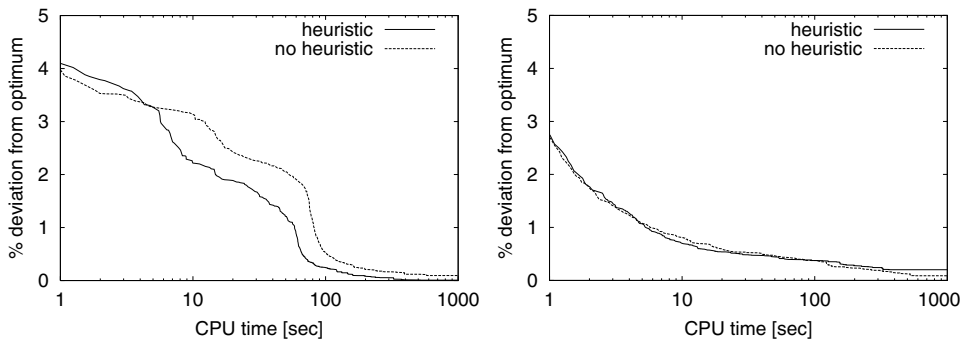 % deviation from optimum
5
4
3
2
1
0
heuristic
no heuristic
1
10
100
1000
CPU time [sec]
% deviation from optimum
5
4
3
2
1
0
heuristic
no heuristic
1
10
100
1000
CPU time [sec]